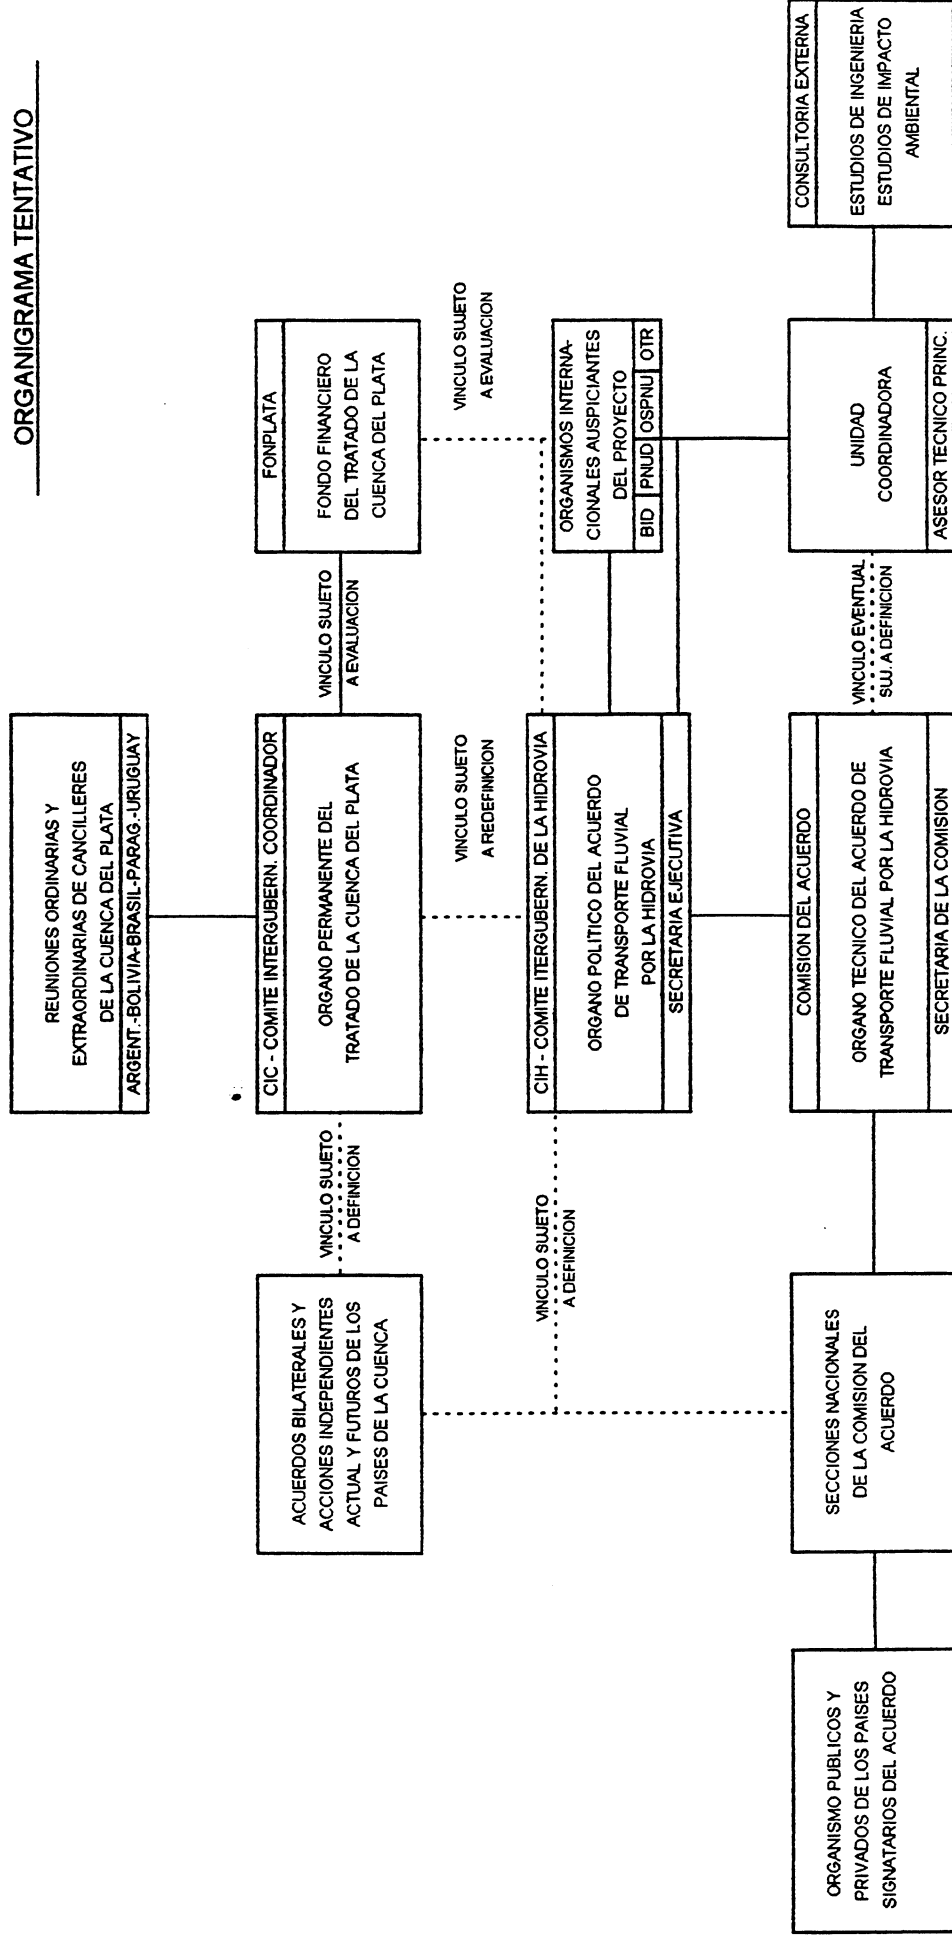 ORGANIGRAMA TENTATIVO
REUNIONES ORDINARIAS Y
EXTRAORDINARIAS DE CANCILLERES
DE LA CUENCA DEL PLATA
ARGENT.-BOLIVIA-BRASIL-PARAG.-URUGUAY
ACUERDOS BILATERALES Y
ACCIONES INDEPENDIENTES
ACTUAL Y FUTUROS DE LOS
PAISES DE LA CUENCA
VINCULO SUJETO
A DEFINICION
CIC - COMITE INTERGUBERN. COORDINADOR
ORGANO PERMANENTE DEL
TRATADO DE LA CUENCA DEL PLATA
VINCULO SUJETO
A EVALUACION
FONPLATA
FONDO FINANCIERO
DEL TRATADO DE LA
CUENCA DEL PLATA
VINCULO SUJETO
A REDEFINICION
VINCULO SUJETO
A EVALUACION
VINCULO SUJETO
A DEFINICION
CIH - COMITE ITERGUBERN. DE LA HIDROVIA
ORGANO POLITICO DEL ACUERDO
DE TRANSPORTE FLUVIAL
POR LA HIDROVIA
SECRETARIA EJECUTIVA
ORGANISMOS INTERNA-
CIONALES AUSPICIANTES
DEL PROYECTO
BID PNUD OSPNU OTR
ORGANISMO PUBLICOS Y
PRIVADOS DE LOS PAISES
SIGNATARIOS DEL ACUERDO
SECCIONES NACIONALES
DE LA COMISION DEL
ACUERDO
COMISION DEL ACUERDO
ORGANO TECNICO DEL ACUERDO DE
TRANSPORTE FLUVIAL POR LA HIDROVIA
SECRETARIA DE LA COMISION
VINCULO EVENTUAL
SUJ. A DEFINICION
UNIDAD
COORDINADORA
ASESOR TECNICO PRINC.
CONSULTORIA EXTERNA
ESTUDIOS DE INGENIERIA
ESTUDIOS DE IMPACTO
AMBIENTAL